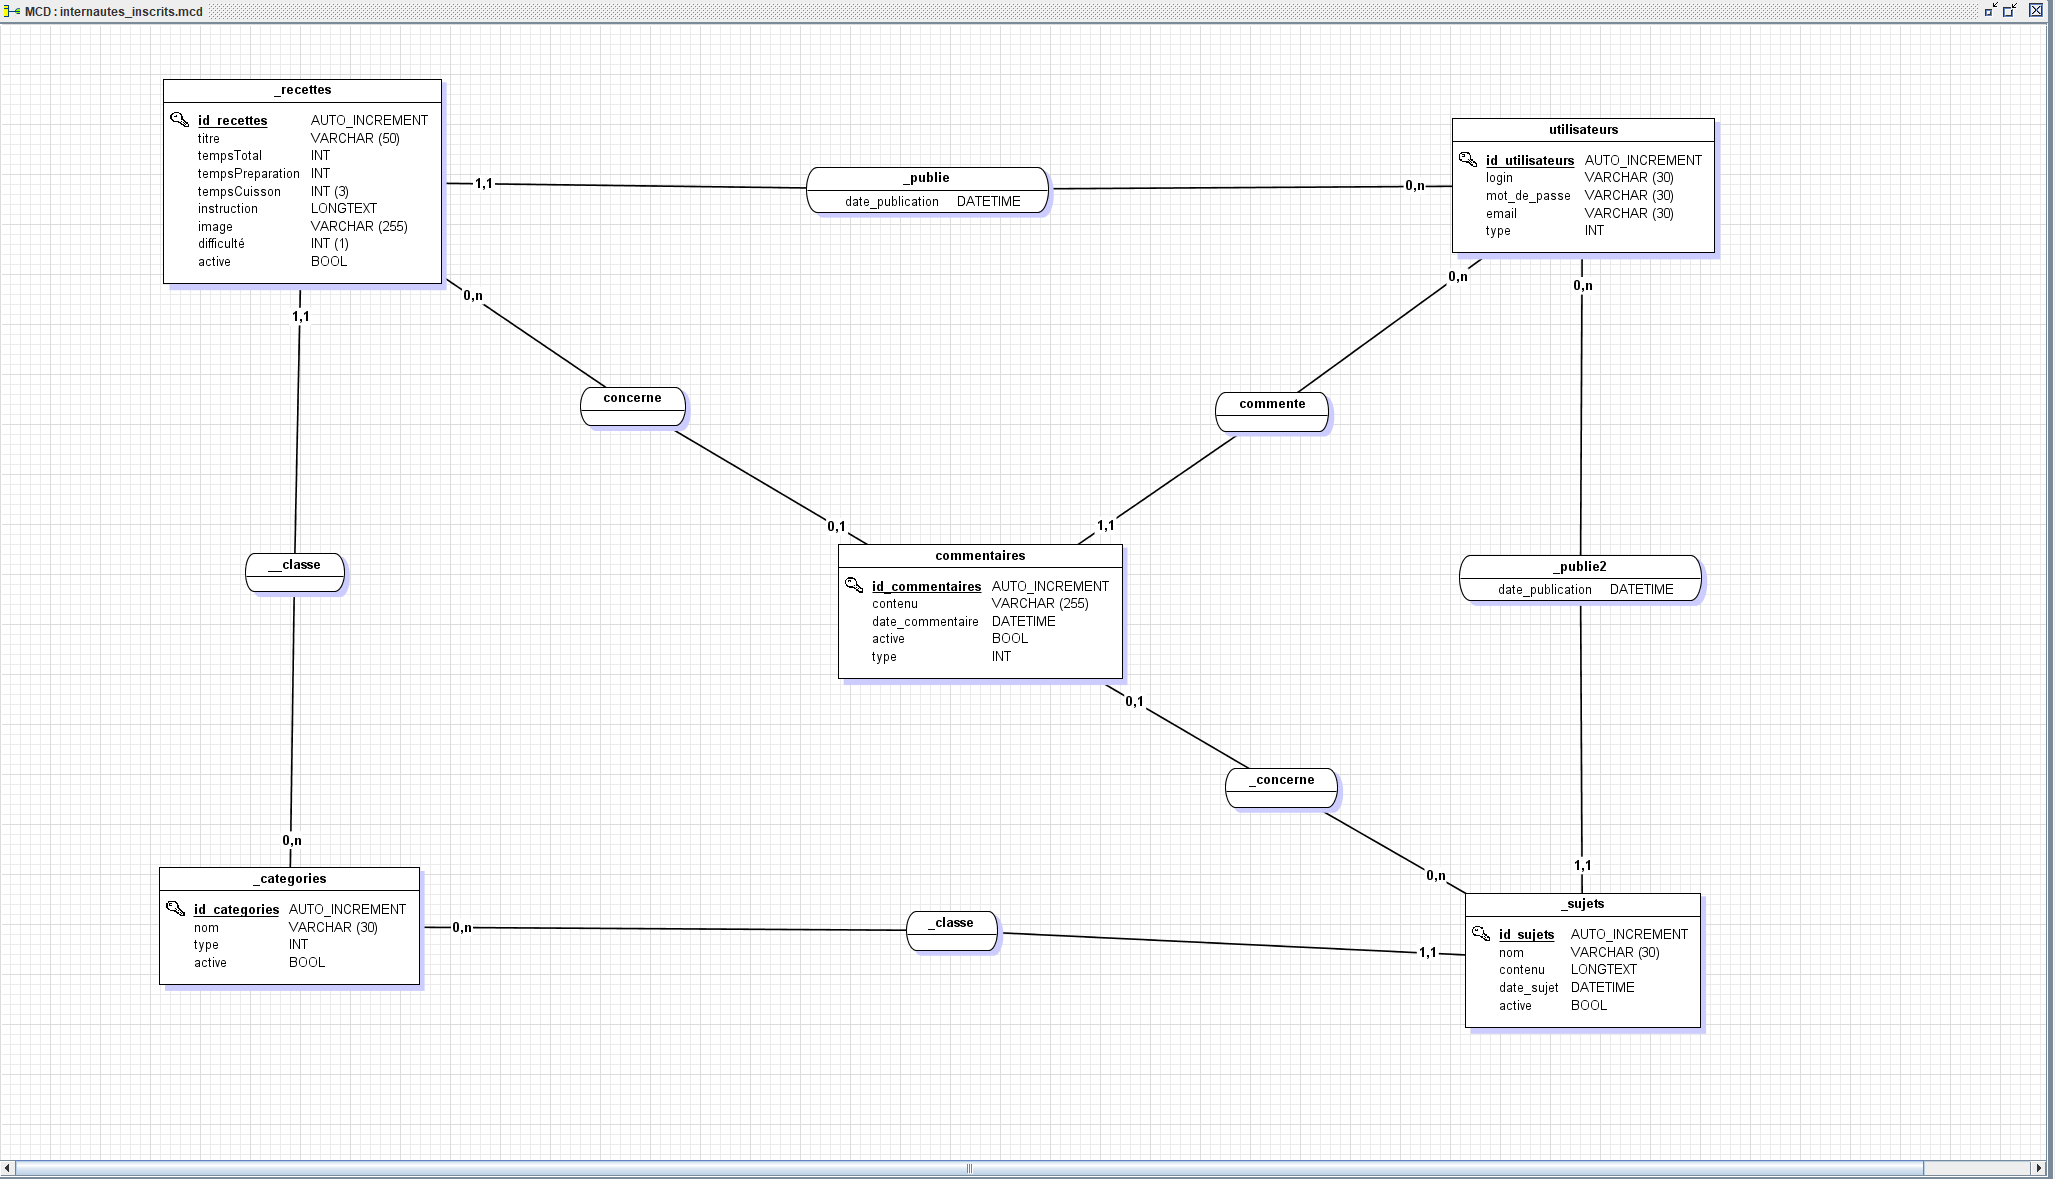 MCD : internautes_inscrits.mcd
_recettes
id_recettes AUTO_INCREMENT
titre VARCHAR (50)
tempsTotal INT
tempsPreparation INT
tempsCuisson INT (3)
instruction LONGTEXT
image VARCHAR (255)
difficulté INT (1)
active BOOL
1,1
_publie
date_publication DATETIME
0,n
utilisateurs
id_utilisateurs AUTO_INCREMENT
login VARCHAR (30)
mot_de_passe VARCHAR (30)
email VARCHAR (30)
type INT
0,n
0,n
1,1
0,n
concerne
commente
0,1
1,1
__classe
commentaires
id_commentaires AUTO_INCREMENT
contenu VARCHAR (255)
date_commentaire DATETIME
active BOOL
type INT
_publie2
date_publication DATETIME
0,1
_concerne
0,n
0,n
1,1
_categories
id_categories AUTO_INCREMENT
nom VARCHAR (30)
type INT
active BOOL
0,n
_classe
1,1
_sujets
id_sujets AUTO_INCREMENT
nom VARCHAR (30)
contenu LONGTEXT
date_sujet DATETIME
active BOOL